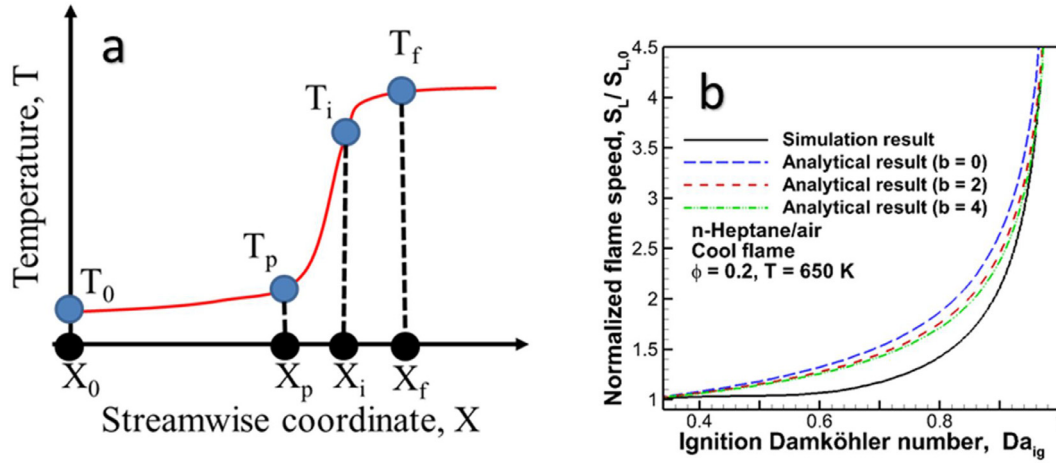 a
Temperature, T
T0
Tp
Ti
Tf
X0
Xp
Xi
Xf
Streamwise coordinate, X
b
Normalized flame speed, SL/ SL,0
4.5
4
3.5
3
2.5
2
1.5
1
Simulation result
Analytical result (b = 0)
Analytical result (b = 2)
Analytical result (b = 4)
n-Heptane/air
Cool flame
ϕ = 0.2, T = 650 K
0.4
0.6
0.8
Ignition Damköhler number, Daig